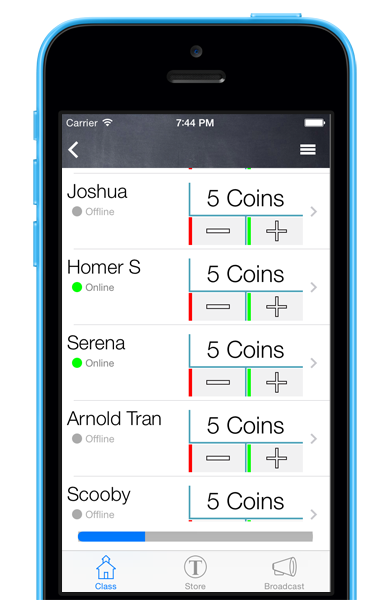 Carrier 7:44 PM
Joshua
5 Coins
Offline
Homer S
5 Coins
Online
Serena
5 Coins
Online
Arnold Tran
5 Coins
Offline
Scooby
5 Coins
Offline
T
Class Store Broadcast